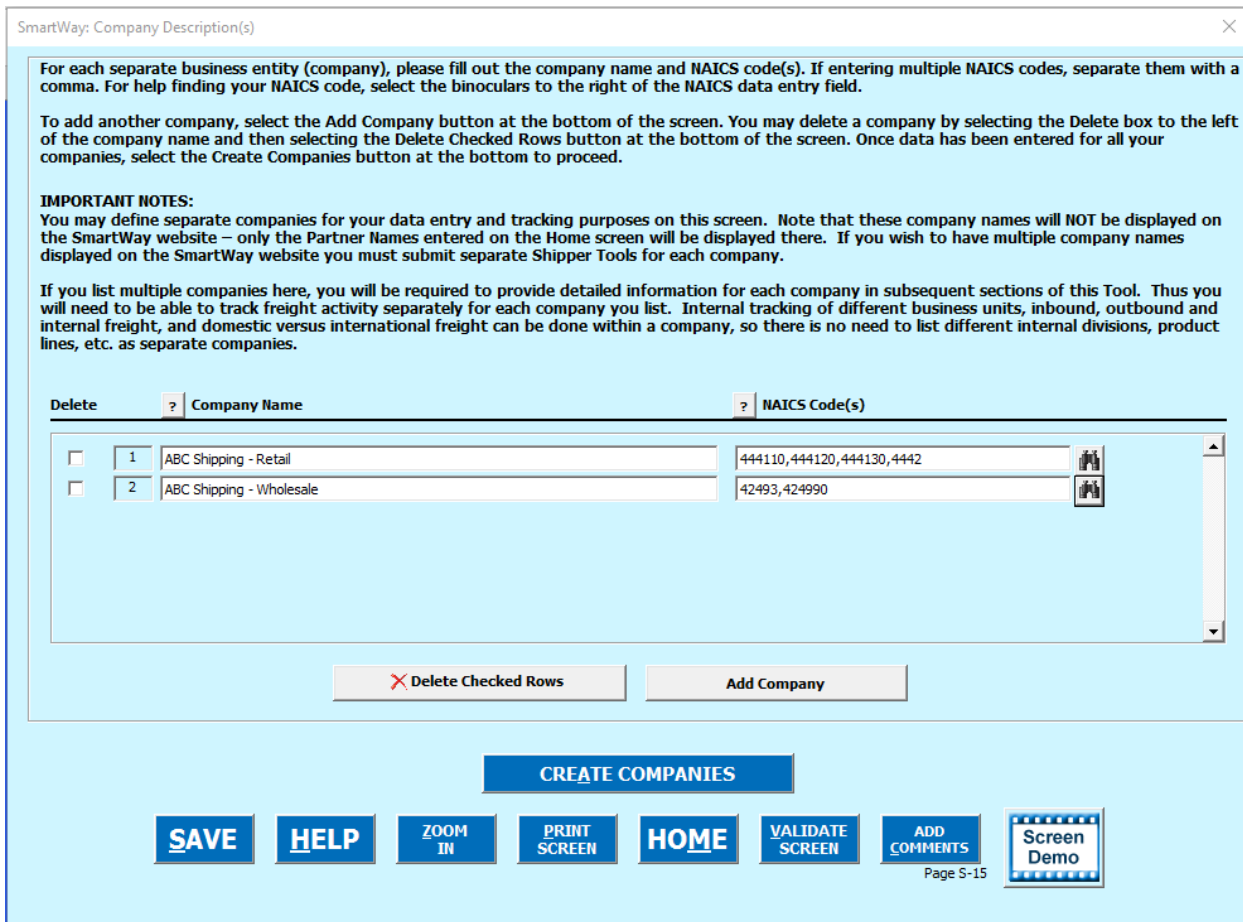 SmartWay: Company Description(s)
For each separate business entity (company), please fill out the company name and NAICS code(s). If entering multiple NAICS codes, separate them with a
comma. For help finding your NAICS code, select the binoculars to the right of the NAICS data entry field.
To add another company, select the Add Company button at the bottom of the screen. You may delete a company by selecting the Delete box to the left
of the company name and then selecting the Delete Checked Rows button at the bottom of the screen. Once data has been entered for all your
companies, select the Create Companies button at the bottom to proceed.
IMPORTANT NOTES:
You may define separate companies for your data entry and tracking purposes on this screen. Note that these company names will NOT be displayed on
the SmartWay website – only the Partner Names entered on the Home screen will be displayed there. If you wish to have multiple company names
displayed on the SmartWay website you must submit separate Shipper Tools for each company.
If you list multiple companies here, you will be required to provide detailed information for each company in subsequent sections of this Tool. Thus you
will need to be able to track freight activity separately for each company you list. Internal tracking of different business units, inbound, outbound and
internal freight, and domestic versus international freight can be done within a company, so there is no need to list different internal divisions, product
lines, etc. as separate companies.
Delete ? Company Name ? NAICS Code(s)
1 ABC Shipping - Retail 444110,444120,444130,4442
2 ABC Shipping - Wholesale 42493,424990
Delete Checked Rows Add Company
CREATE COMPANIES
SAVE HELP ZOOM IN PRINT SCREEN HOME VALIDATE SCREEN ADD COMMENTS Screen Demo
Page S-15